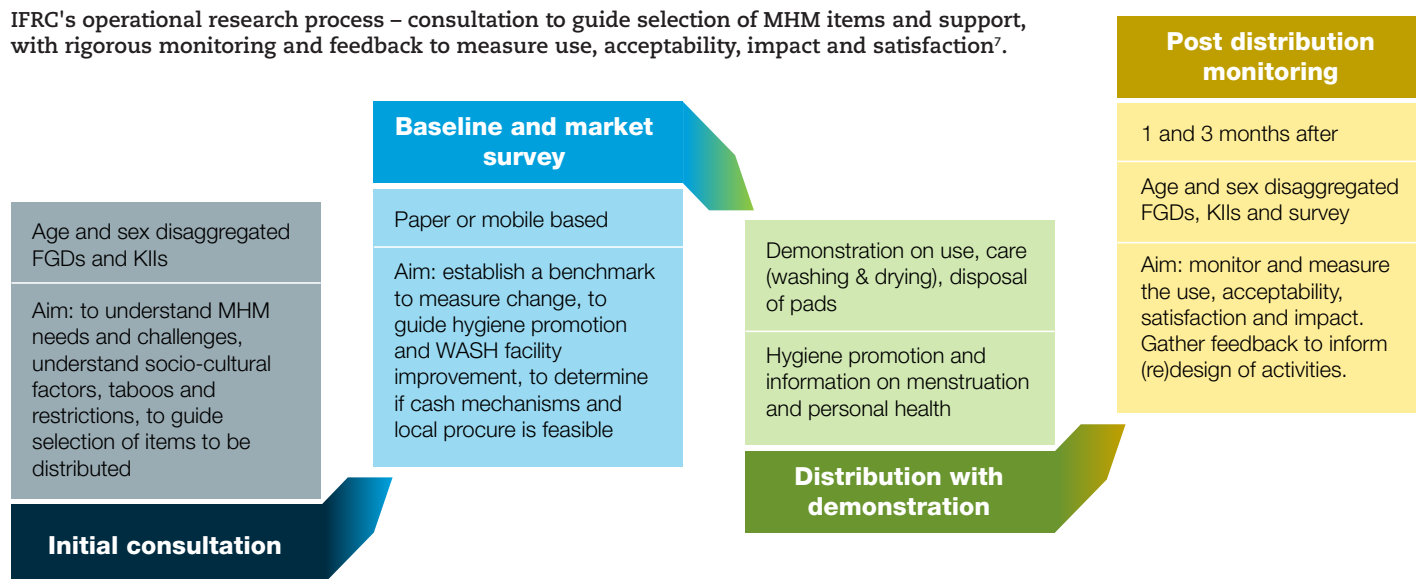 IFRC's operational research process – consultation to guide selection of MHM items and support,
with rigorous monitoring and feedback to measure use, acceptability, impact and satisfaction⁷.
Age and sex disaggregated
FGDs and KIIs
Aim: to understand MHM
needs and challenges,
understand socio-cultural
factors, taboos and
restrictions, to guide
selection of items to be
distributed
Initial consultation
Baseline and market
survey
Paper or mobile based
Aim: establish a benchmark
to measure change, to
guide hygiene promotion
and WASH facility
improvement, to determine
if cash mechanisms and
local procure is feasible
Demonstration on use, care
(washing & drying), disposal
of pads
Hygiene promotion and
information on menstruation
and personal health
Distribution with
demonstration
Post distribution
monitoring
1 and 3 months after
Age and sex disaggregated
FGDs, KIIs and survey
Aim: monitor and measure
the use, acceptability,
satisfaction and impact.
Gather feedback to inform
(re)design of activities.